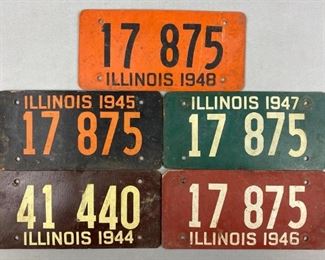 17 875
ILLINOIS 1948
ILLINOIS 1945
17 875
ILLINOIS 1947
17 875
41 440
ILLINOIS 1944
17 875
ILLINOIS 1946